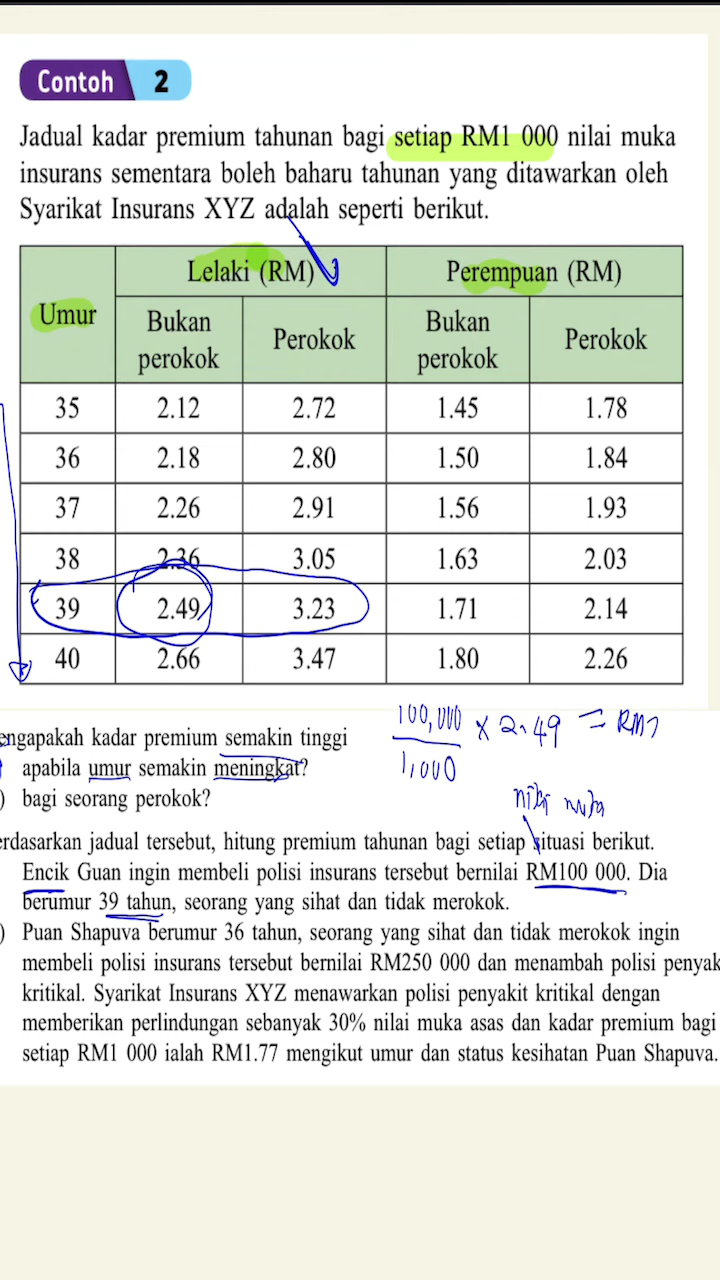 Contoh 2
Jadual kadar premium tahunan bagi setiap RM1 000 nilai muka
insurans sementara boleh baharu tahunan yang ditawarkan oleh
Syarikat Insurans XYZ adalah seperti berikut.
Umur Lelaki (RM) Perempuan (RM)
Bukan perokok Perokok Bukan perokok Perokok
35 2.12 2.72 1.45 1.78
36 2.18 2.80 1.50 1.84
37 2.26 2.91 1.56 1.93
38 2.36 3.05 1.63 2.03
39 2.49 3.23 1.71 2.14
40 2.66 3.47 1.80 2.26
100,000
engapakah kadar premium semakin tinggi
× 2.49 = RM
1,000
apabila umur semakin meningkat?
) bagi seorang perokok?
nilai muka
erdasarkan jadual tersebut, hitung premium tahunan bagi setiap situasi berikut.
Encik Guan ingin membeli polisi insurans tersebut bernilai RM100 000. Dia
berumur 39 tahun, seorang yang sihat dan tidak merokok.
) Puan Shapuva berumur 36 tahun, seorang yang sihat dan tidak merokok ingin
membeli polisi insurans tersebut bernilai RM250 000 dan menambah polisi penyak
kritikal. Syarikat Insurans XYZ menawarkan polisi penyakit kritikal dengan
memberikan perlindungan sebanyak 30% nilai muka asas dan kadar premium bagi
setiap RM1 000 ialah RM1.77 mengikut umur dan status kesihatan Puan Shapuva.